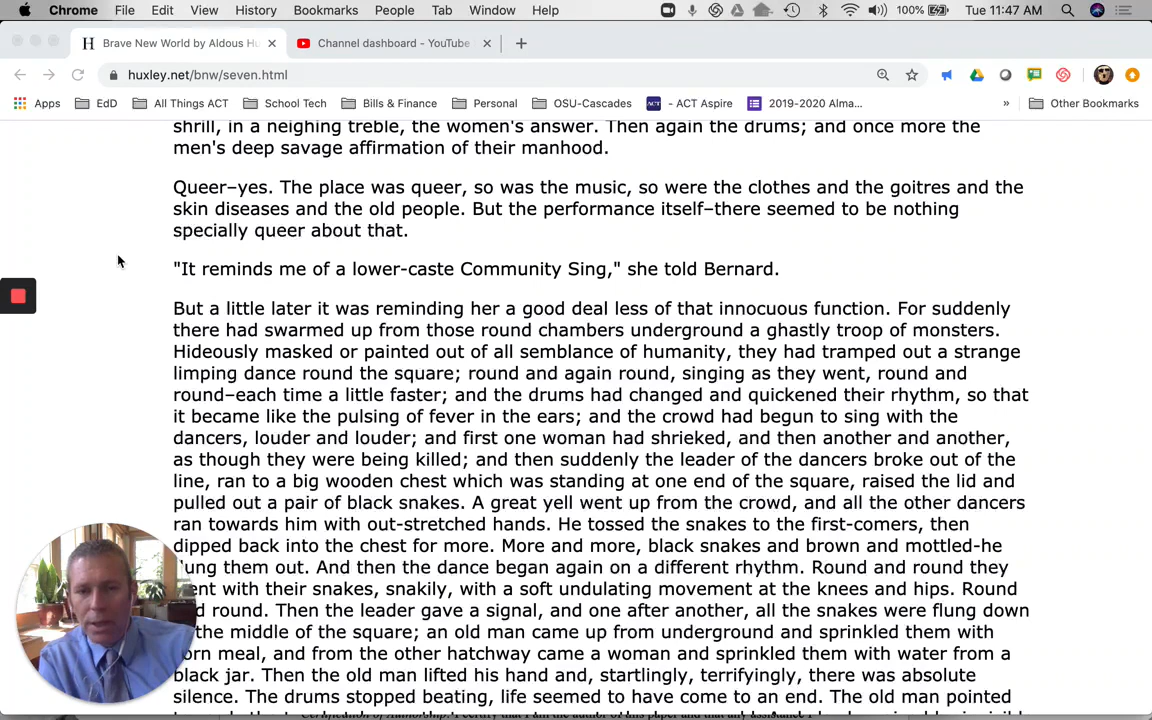 Chrome File Edit View History Bookmarks People Tab Window Help 100% Tue 11:47 AM
H Brave New World by Aldous Hu Channel dashboard - YouTube
huxley.net/bnw/seven.html
Apps EdD All Things ACT School Tech Bills & Finance Personal OSU-Cascades ACT - ACT Aspire 2019-2020 Alma... » Other Bookmarks
shrill, in a neighing treble, the women's answer. Then again the drums; and once more the
men's deep savage affirmation of their manhood.
Queer–yes. The place was queer, so was the music, so were the clothes and the goitres and the
skin diseases and the old people. But the performance itself–there seemed to be nothing
specially queer about that.
"It reminds me of a lower-caste Community Sing," she told Bernard.
But a little later it was reminding her a good deal less of that innocuous function. For suddenly
there had swarmed up from those round chambers underground a ghastly troop of monsters.
Hideously masked or painted out of all semblance of humanity, they had tramped out a strange
limping dance round the square; round and again round, singing as they went, round and
round–each time a little faster; and the drums had changed and quickened their rhythm, so that
it became like the pulsing of fever in the ears; and the crowd had begun to sing with the
dancers, louder and louder; and first one woman had shrieked, and then another and another,
as though they were being killed; and then suddenly the leader of the dancers broke out of the
line, ran to a big wooden chest which was standing at one end of the square, raised the lid and
pulled out a pair of black snakes. A great yell went up from the crowd, and all the other dancers
ran towards him with out-stretched hands. He tossed the snakes to the first-comers, then
dipped back into the chest for more. More and more, black snakes and brown and mottled-he
lung them out. And then the dance began again on a different rhythm. Round and round they
ent with their snakes, snakily, with a soft undulating movement at the knees and hips. Round
d round. Then the leader gave a signal, and one after another, all the snakes were flung down
the middle of the square; an old man came up from underground and sprinkled them with
orn meal, and from the other hatchway came a woman and sprinkled them with water from a
black jar. Then the old man lifted his hand and, startlingly, terrifyingly, there was absolute
silence. The drums stopped beating, life seemed to have come to an end. The old man pointed